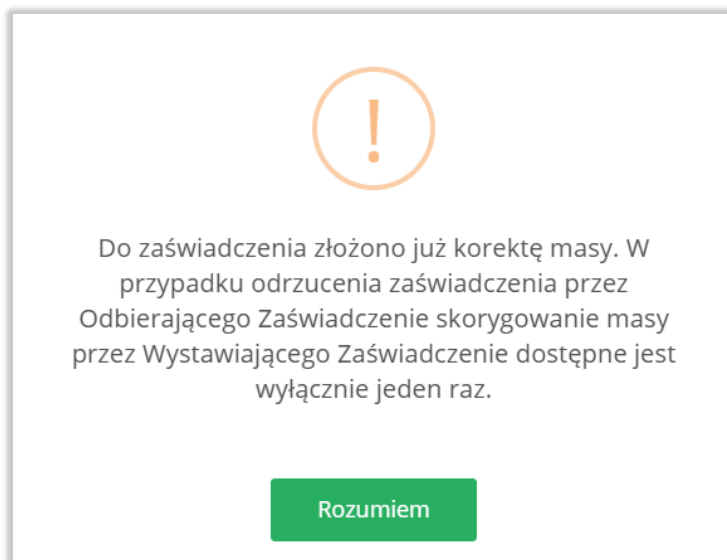 !
Do zaświadczenia złożono już korektę masy. W
przypadku odrzucenia zaświadczenia przez
Odbierającego Zaświadczenie skorygowanie masy
przez Wystawiającego Zaświadczenie dostępne jest
wyłącznie jeden raz.
Rozumiem